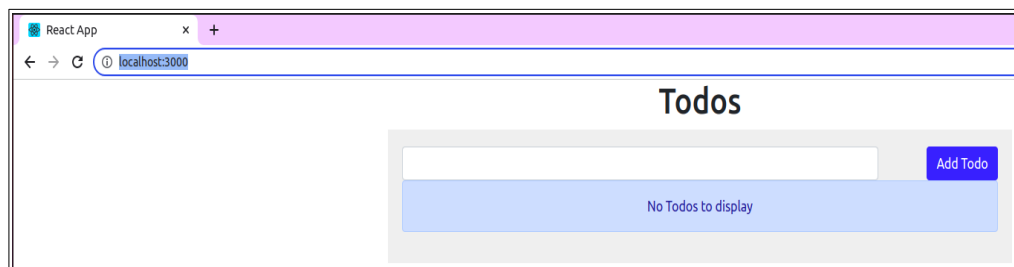 React App
localhost:3000
Todos
Add Todo
No Todos to display